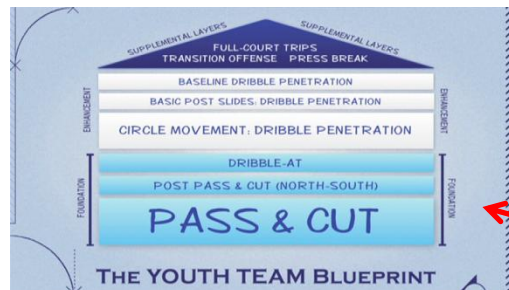 SUPPLEMENTAL LAYERS
SUPPLEMENTAL LAYERS
FULL-COURT TRIPS
TRANSITION OFFENSE PRESS BREAK
BASELINE DRIBBLE PENETRATION
BASIC POST SLIDES: DRIBBLE PENETRATION
CIRCLE MOVEMENT: DRIBBLE PENETRATION
ENHANCEMENT
ENHANCEMENT
DRIBBLE-AT
POST PASS & CUT (NORTH-SOUTH)
PASS & CUT
FOUNDATION
FOUNDATION
THE YOUTH TEAM BLUEPRINT